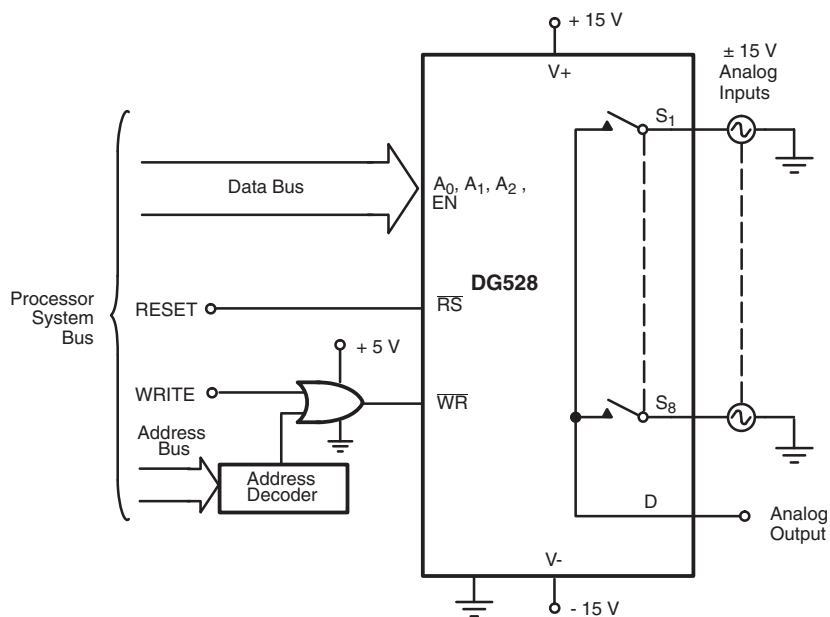 + 15 V
V+
± 15 V
Analog
Inputs
S1
Data Bus
A0, A1, A2 ,
EN
DG528
Processor
System
Bus
RESET
RS
+ 5 V
WRITE
WR
S8
Address
Bus
Address
Decoder
D
Analog
Output
V-
- 15 V